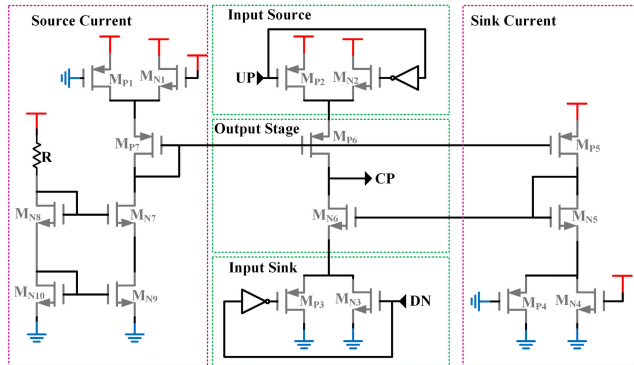 Source Current
Input Source
Sink Current
MP1
MN1
UP
MP2
MN2
Output Stage
MP7
MP6
MP5
R
CP
MN8
MN7
MN6
MN5
Input Sink
MN10
MN9
MP3
MN3
DN
MP4
MN4